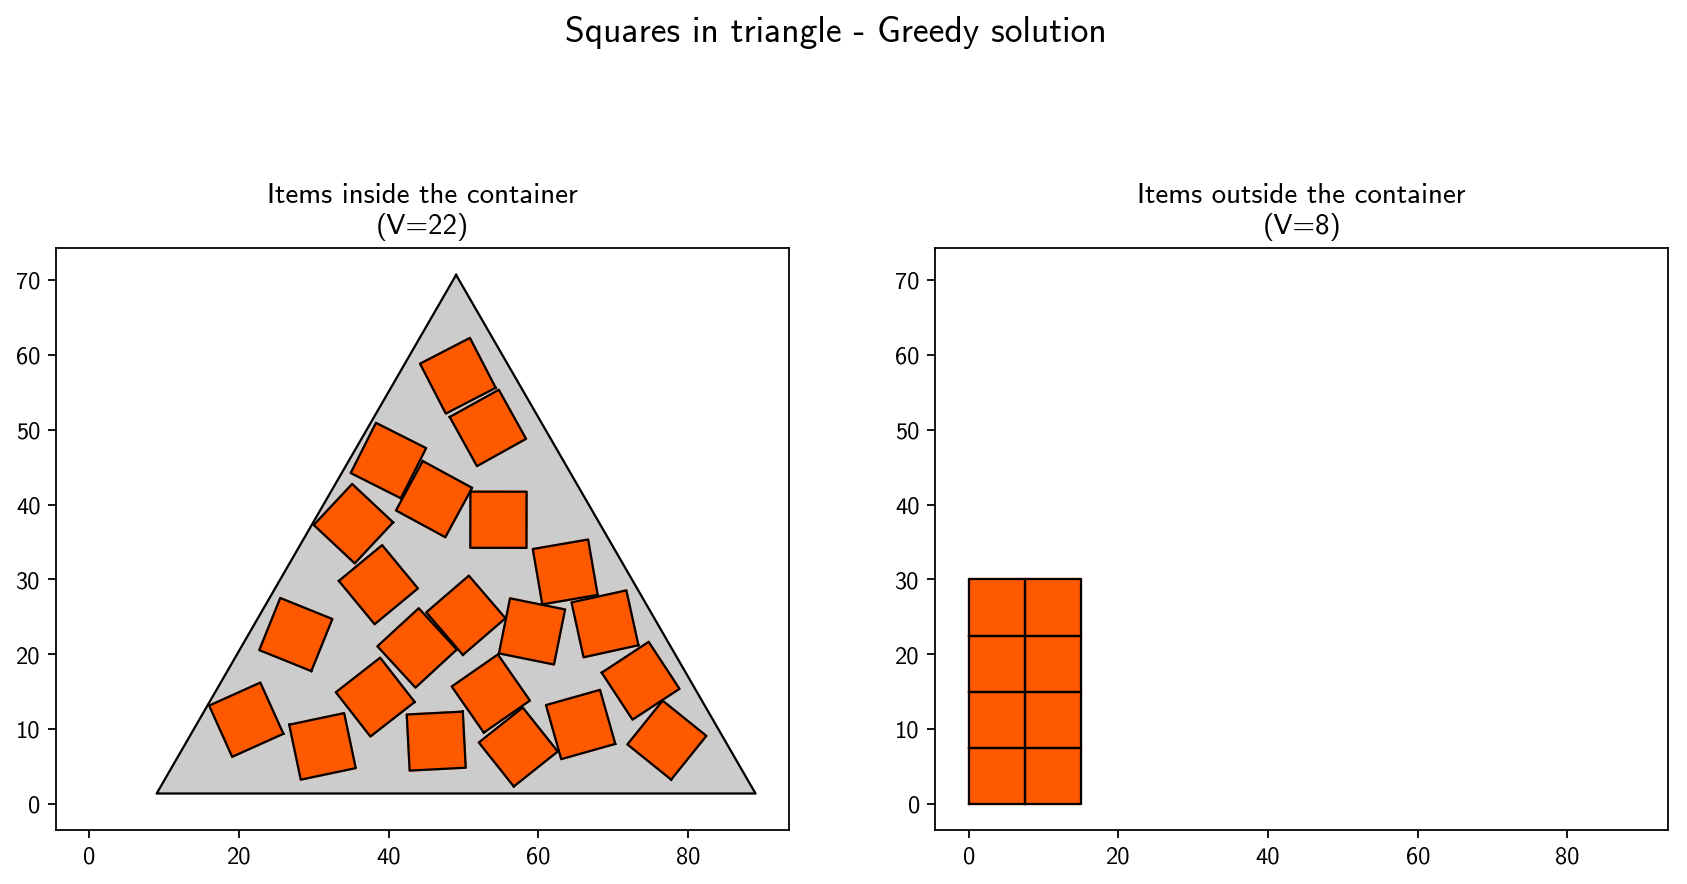 Squares in triangle - Greedy solution
Items inside the container
(V=22)
70
60
50
40
30
20
10
0
0 20 40 60 80
Items outside the container
(V=8)
70
60
50
40
30
20
10
0
0 20 40 60 80